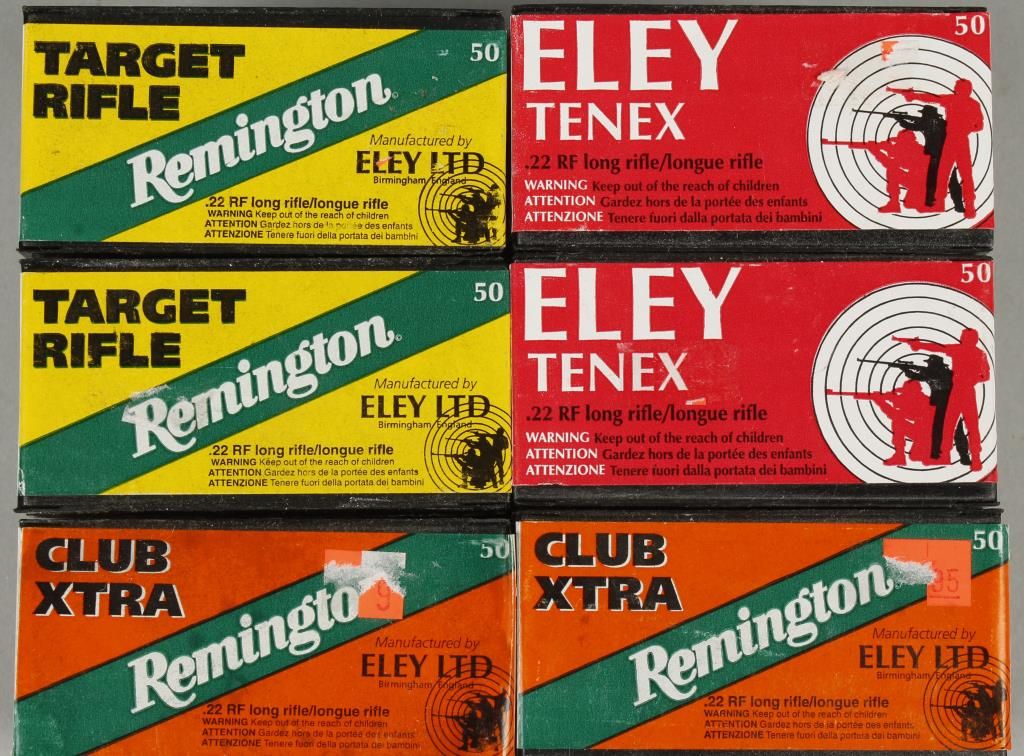 TARGET
RIFLE
50
Remington
Manufactured by
ELEY LTD
Birmingham England
.22 RF long rifle/longue rifle
WARNING Keep out of the reach of children
ATTENTION Gardez hors de la portée des enfants
ATTENZIONE Tenere fuori dalla portata dei bambini
ELEY
50
TENEX
.22 RF long rifle/longue rifle
WARNING Keep out of the reach of children
ATTENTION Gardez hors de la portée des enfants
ATTENZIONE Tenere fuori dalla portata dei bambini
TARGET
RIFLE
50
Remington
Manufactured by
ELEY LTD
Birmingham England
.22 RF long rifle/longue rifle
WARNING Keep out of the reach of children
ATTENTION Gardez hors de la portée des enfants
ATTENZIONE Tenere fuori dalla portata dei bambini
ELEY
50
TENEX
.22 RF long rifle/longue rifle
WARNING Keep out of the reach of children
ATTENTION Gardez hors de la portée des enfants
ATTENZIONE Tenere fuori dalla portata dei bambini
CLUB
XTRA
50
9
Remingto
Manufactured by
ELEY LTD
Birmingham England
.22 RF long rifle/longue rifle
WARNING Keep out of the reach of children
ATTENTION Gardez hors de la portée des enfants
ATTENZIONE Tenere fuori dalla portata dei bambini
CLUB
XTRA
50
95
Remington
Manufactured by
ELEY LTD
Birmingham England
.22 RF long rifle/longue rifle
WARNING Keep out of the reach of children
ATTENTION Gardez hors de la portée des enfants
ATTENZIONE Tenere fuori dalla portata dei bambini